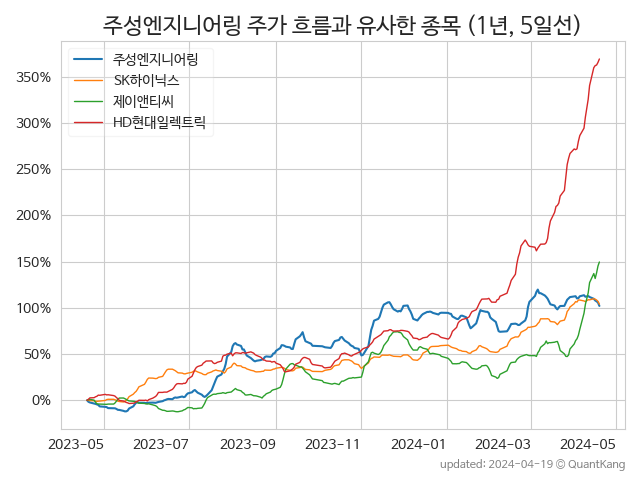 주성엔지니어링 주가 흐름과 유사한 종목 (1년, 5일선)
주성엔지니어링
SK하이닉스
제이앤티씨
HD현대일렉트릭
350%
300%
250%
200%
150%
100%
50%
0%
2023-05 2023-07 2023-09 2023-11 2024-01 2024-03 2024-05
updated: 2024-04-19 © QuantKang